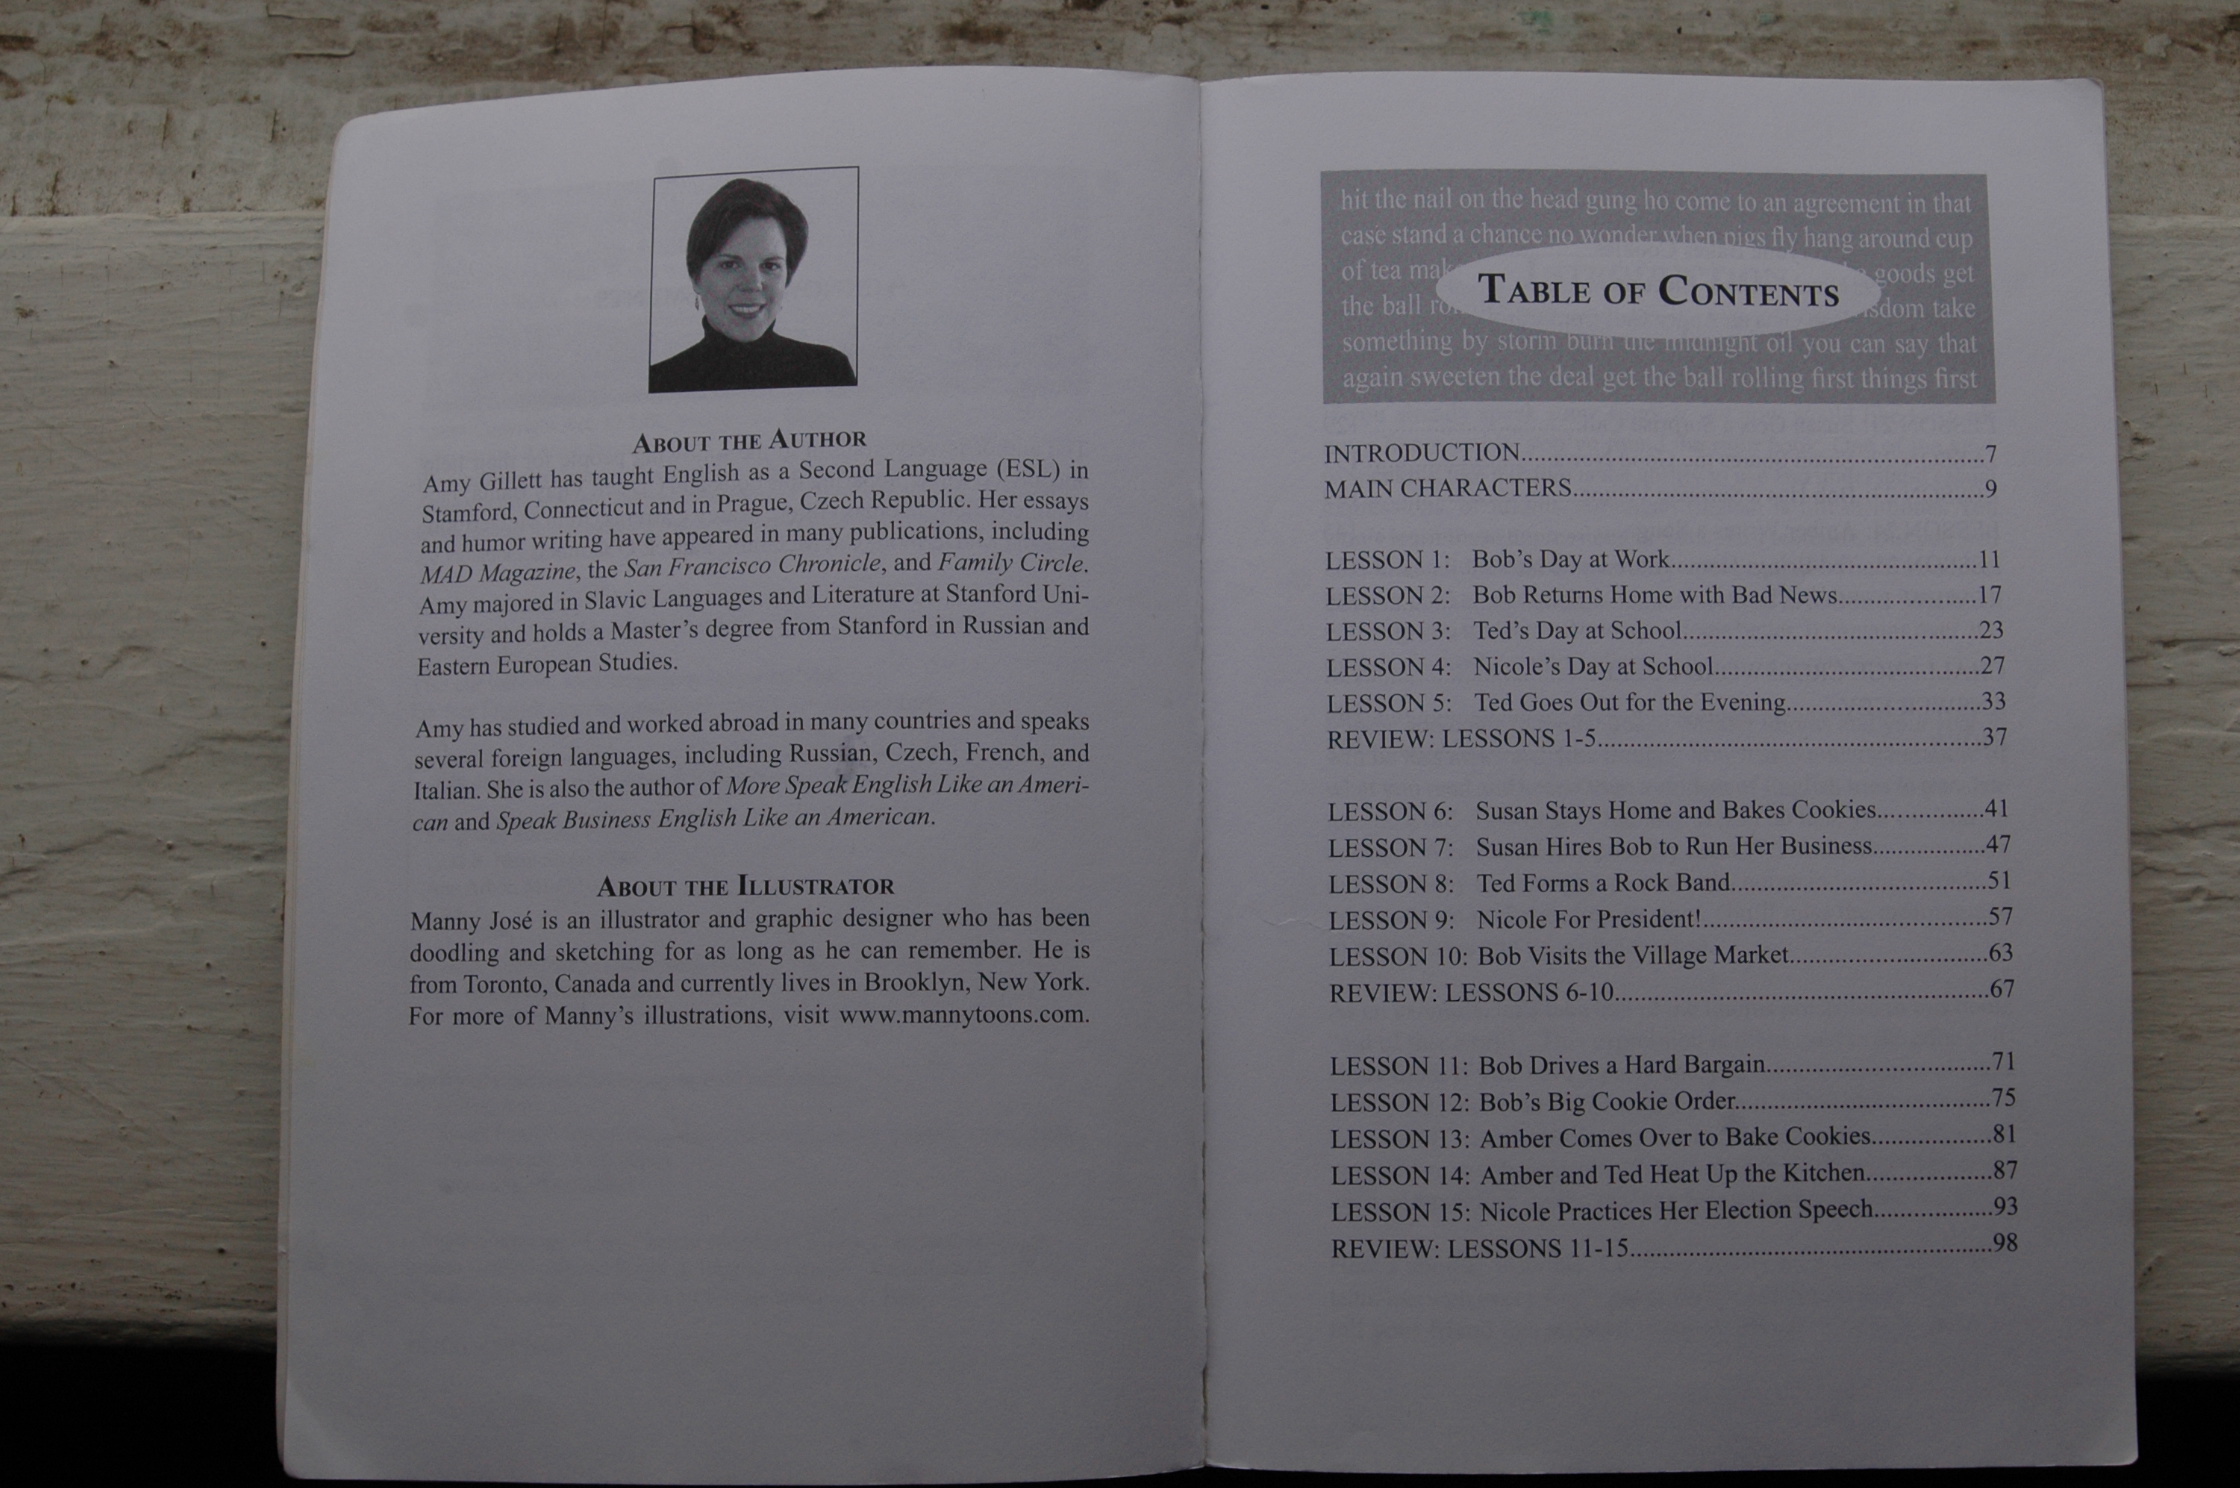 ABOUT THE AUTHOR
Amy Gillett has taught English as a Second Language (ESL) in
Stamford, Connecticut and in Prague, Czech Republic. Her essays
and humor writing have appeared in many publications, including
MAD Magazine, the San Francisco Chronicle, and Family Circle.
Amy majored in Slavic Languages and Literature at Stanford Uni-
versity and holds a Master's degree from Stanford in Russian and
Eastern European Studies.
Amy has studied and worked abroad in many countries and speaks
several foreign languages, including Russian, Czech, French, and
Italian. She is also the author of More Speak English Like an Ameri-
can and Speak Business English Like an American.
ABOUT THE ILLUSTRATOR
Manny José is an illustrator and graphic designer who has been
doodling and sketching for as long as he can remember. He is
from Toronto, Canada and currently lives in Brooklyn, New York.
For more of Manny's illustrations, visit www.mannytoons.com.
hit the nail on the head gung ho come to an agreement in that
case stand a chance no wonder when pigs fly hang around cup
of tea goods get
the ball take
something by storm burn the midnight oil you can say that
again sweeten the deal get the ball rolling first things first
TABLE OF CONTENTS
INTRODUCTION..........7
MAIN CHARACTERS..........9
LESSON 1: Bob's Day at Work..........11
LESSON 2: Bob Returns Home with Bad News..........17
LESSON 3: Ted's Day at School..........23
LESSON 4: Nicole's Day at School..........27
LESSON 5: Ted Goes Out for the Evening..........33
REVIEW: LESSONS 1-5..........37
LESSON 6: Susan Stays Home and Bakes Cookies..........41
LESSON 7: Susan Hires Bob to Run Her Business..........47
LESSON 8: Ted Forms a Rock Band..........51
LESSON 9: Nicole For President!..........57
LESSON 10: Bob Visits the Village Market..........63
REVIEW: LESSONS 6-10..........67
LESSON 11: Bob Drives a Hard Bargain..........71
LESSON 12: Bob's Big Cookie Order..........75
LESSON 13: Amber Comes Over to Bake Cookies..........81
LESSON 14: Amber and Ted Heat Up the Kitchen..........87
LESSON 15: Nicole Practices Her Election Speech..........93
REVIEW: LESSONS 11-15..........98